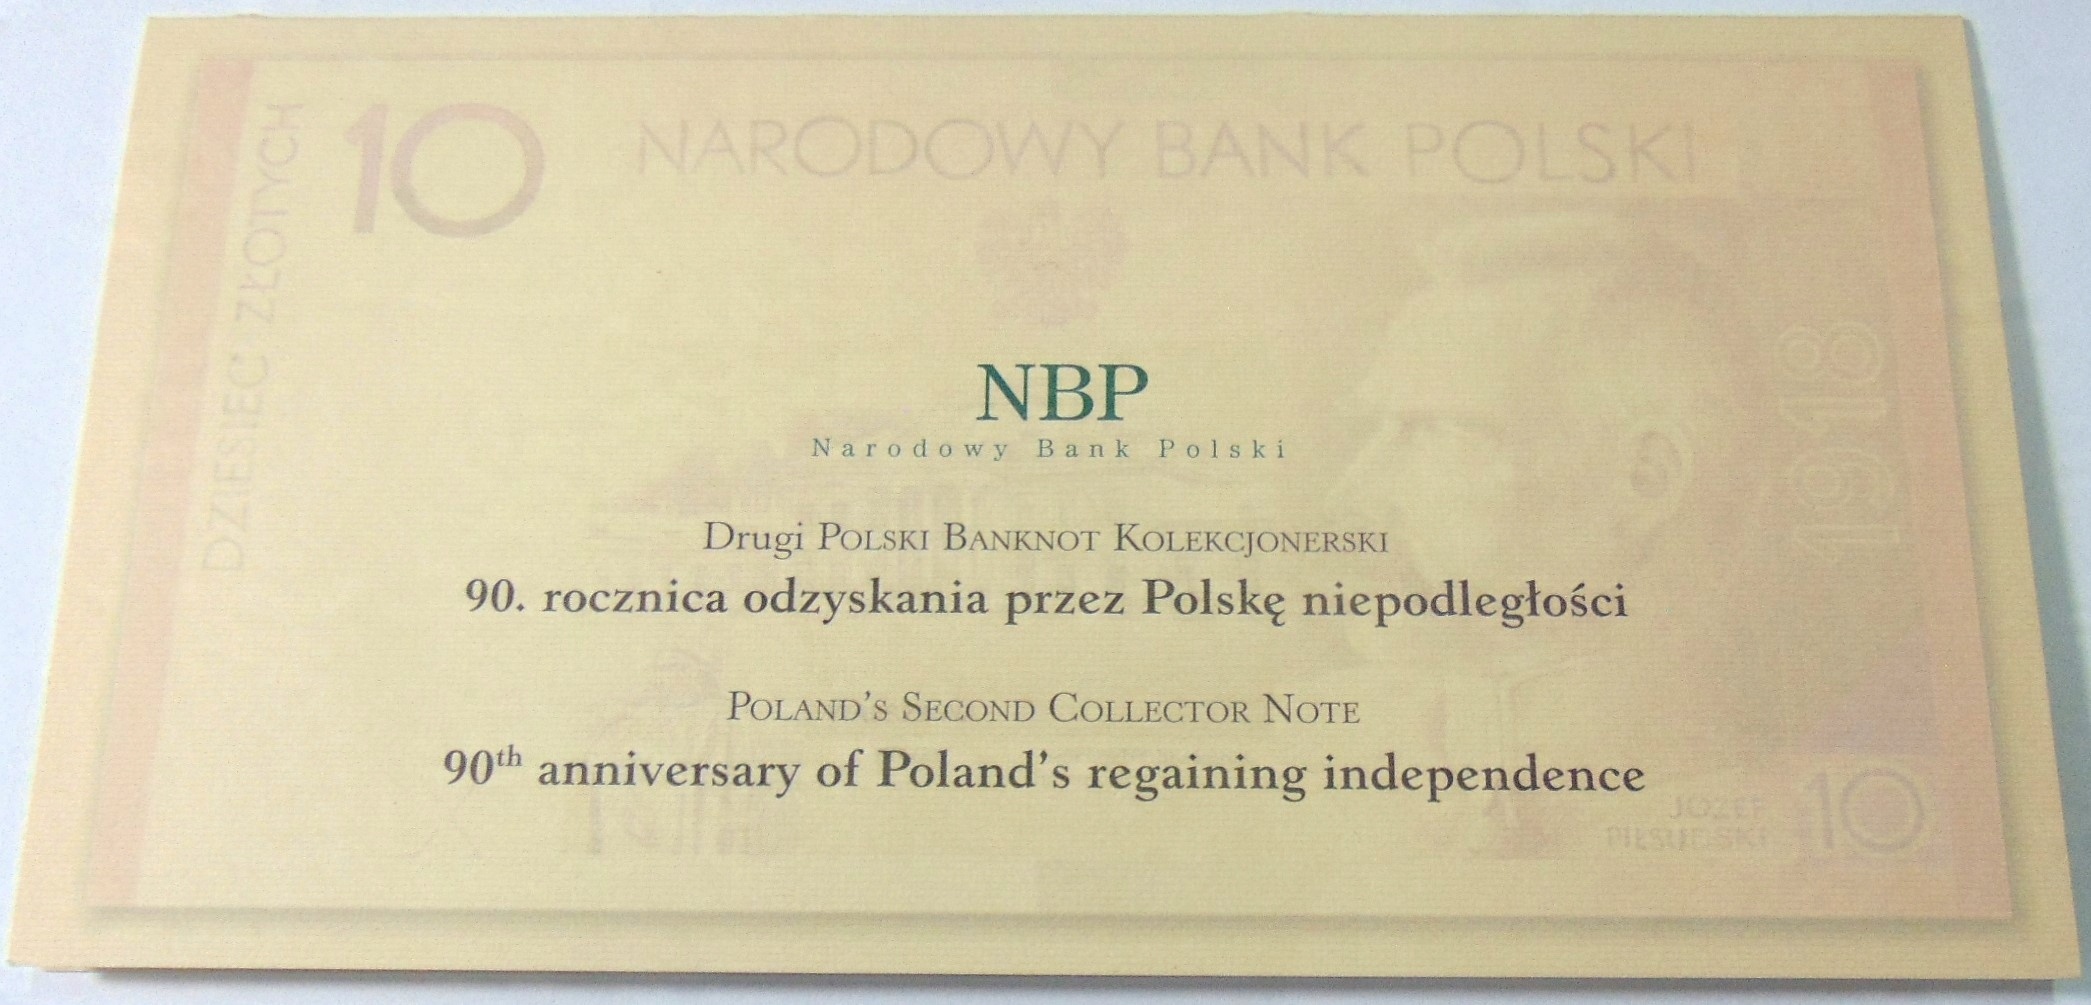 10
NARODOWY BANK POLSKI
DZIESIĘĆ ZŁOTYCH
1918
NBP
Narodowy Bank Polski
Drugi POLSKI BANKNOT KOLEKCJONERSKI
90. rocznica odzyskania przez Polskę niepodległości
POLAND'S SECOND COLLECTOR NOTE
90th anniversary of Poland's regaining independence
JÓZEF
PIŁSUDSKI
10